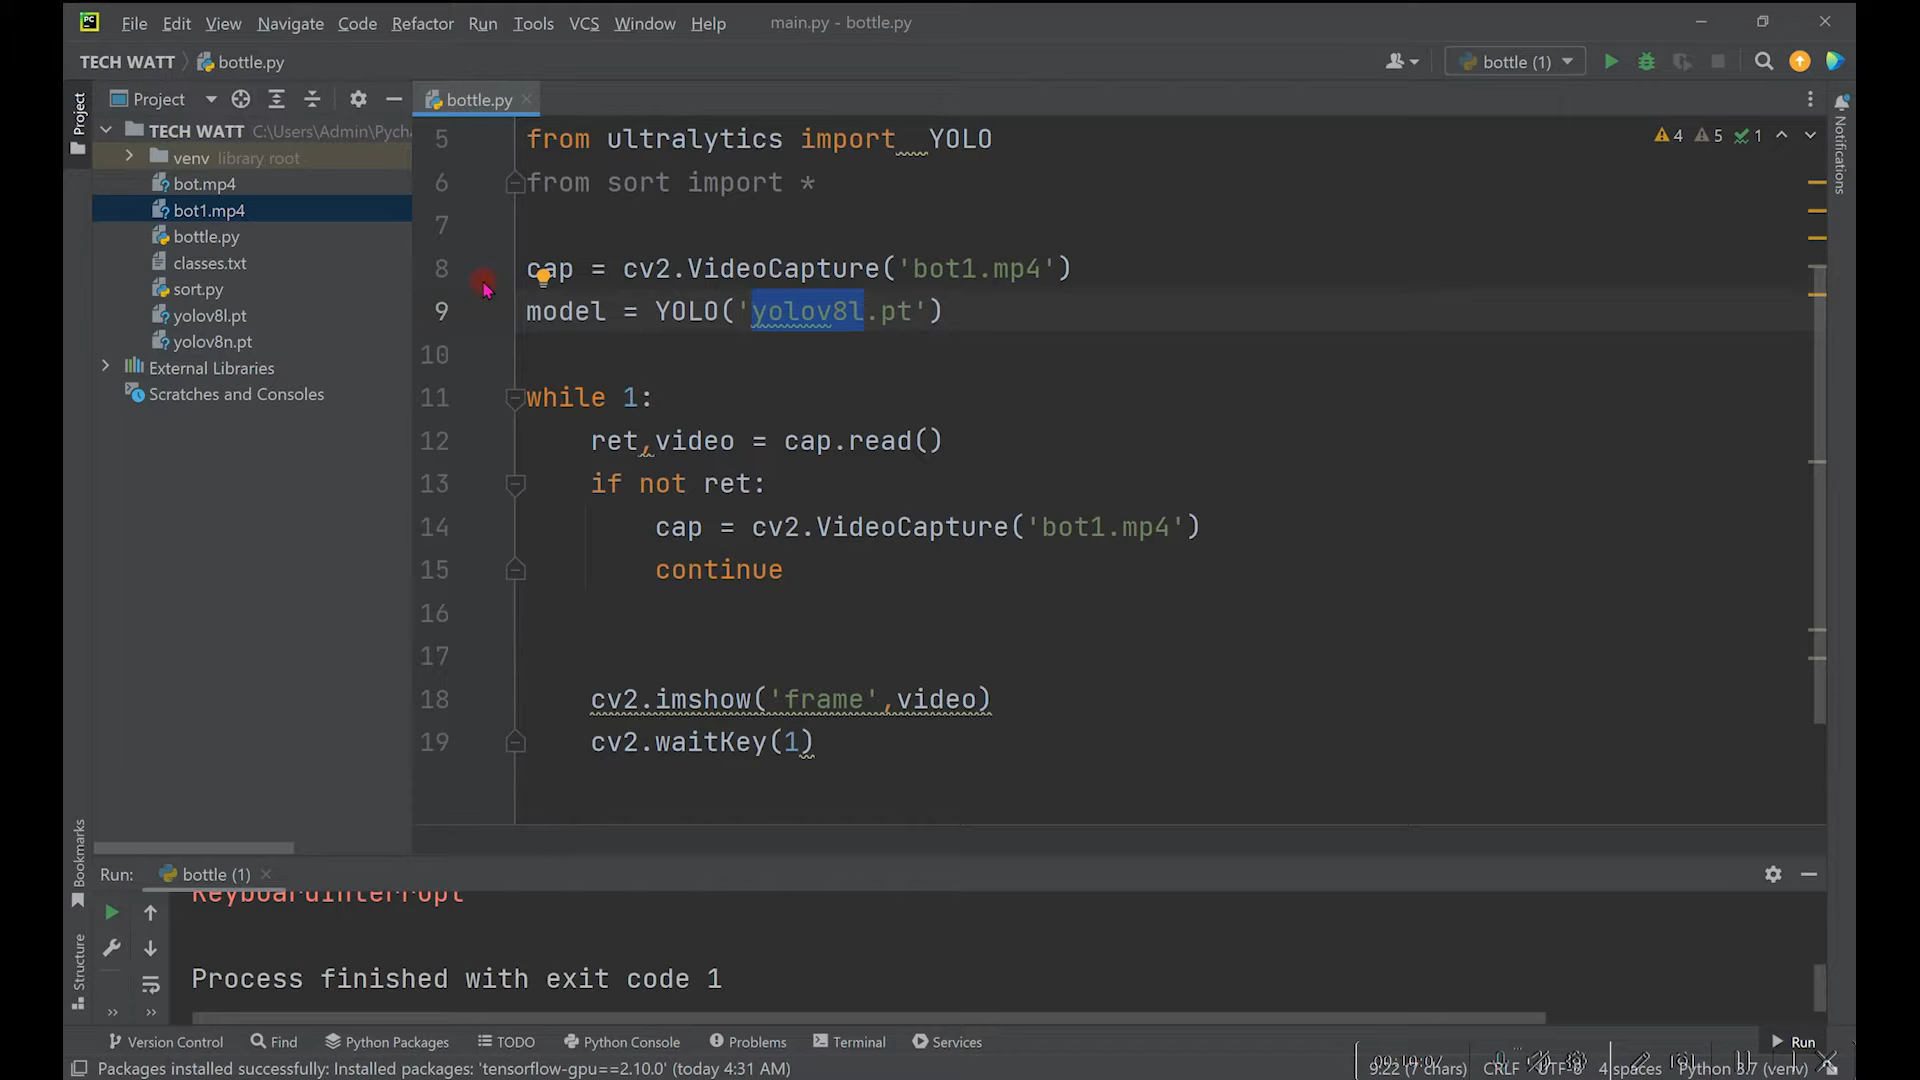 File Edit View Navigate Code Refactor Run Tools VCS Window Help main.py - bottle.py
TECH WATT bottle.py bottle (1)
Project
Project
bottle.py
Notifications
TECH WATT C:\Users\Admin\Pycha
venv library root
bot.mp4
bot1.mp4
bottle.py
classes.txt
sort.py
yolov8l.pt
yolov8n.pt
External Libraries
Scratches and Consoles
4 5 1
5 from ultralytics import YOLO
6 from sort import *
7
8 cap = cv2.VideoCapture('bot1.mp4')
9 model = YOLO('yolov8l.pt')
10
11 while 1:
12 ret,video = cap.read()
13 if not ret:
14 cap = cv2.VideoCapture('bot1.mp4')
15 continue
16
17
18 cv2.imshow('frame',video)
19 cv2.waitKey(1)
Bookmarks
Structure
Run: bottle (1)
KeyboardInterrupt
Process finished with exit code 1
Version Control Find Python Packages TODO Python Console Problems Terminal Services Run
Packages installed successfully: Installed packages: 'tensorflow-gpu==2.10.0' (today 4:31 AM)
9:22 (7 chars) CRLF UTF-8 4 spaces Python 3.7 (venv)